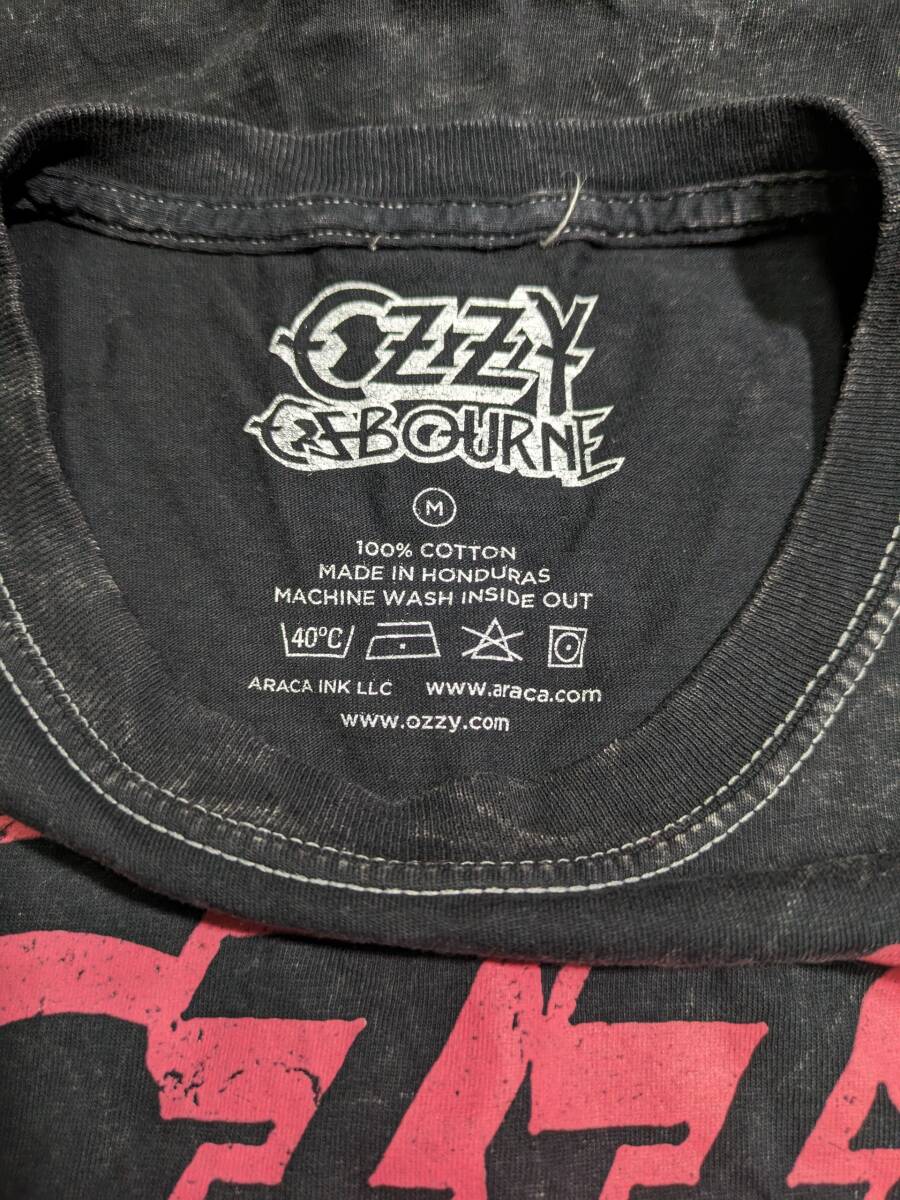 OZZY
OSBOURNE
M
100% COTTON
MADE IN HONDURAS
MACHINE WASH INSIDE OUT
40°C
ARACA INK LLC www.araca.com
www.ozzy.com